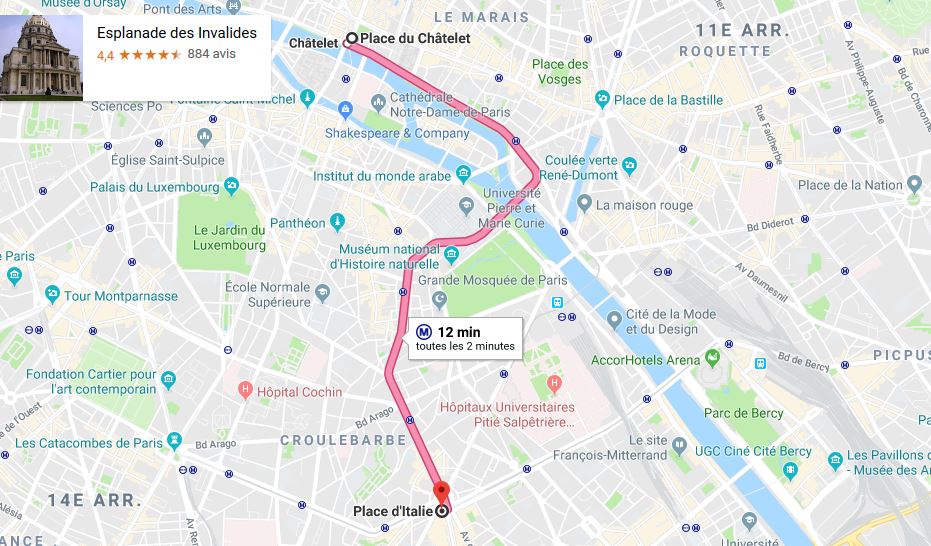 Musée d'Orsay
Pont des Arts
LE MARAIS
11E ARR.
ROQUETTE
Esplanade des Invalides
4,4
884 avis
Châtelet
Place du Châtelet
Place des
Vosges
Av. Philippe Auguste
Rue
Bd de Charonne
Sciences Po
Fontaine Saint-Michel
Cathédrale
Notre-Dame-de-Paris
Place de la Bastille
Shakespeare & Company
Rue Faidherbe
Église Saint-Sulpice
Institut du monde arabe
Coulée verte
René-Dumont
Palais du Luxembourg
Place de la Nation
Université
Pierre et
Marie Curie
La maison rouge
Panthéon
Bd Diderot
Le Jardin du
Luxembourg
Muséum national
d'Histoire naturelle
e Paris
Grande Mosquée de Paris
Av. Daumesnil
École Normale
Supérieure
Tour Montparnasse
Cité de la Mode
et du Design
M 12 min
toutes les 2 minutes
AccorHotels Arena
Bd de Bercy
PICPUS
Fondation Cartier pour
l'art contemporain
Hôpital Cochin
Hôpitaux Universitaires
Pitié Salpêtrière...
Parc de Bercy
e de l'Ouest
Bd Arago
Les Catacombes de Paris
Bd Arago
CROULEBARBE
Le site
François-Mitterrand
UGC Ciné Cité Bercy
Les Pavillons d
- Musée des Ar
14E ARR.
Place d'Italie
Université
ANCE